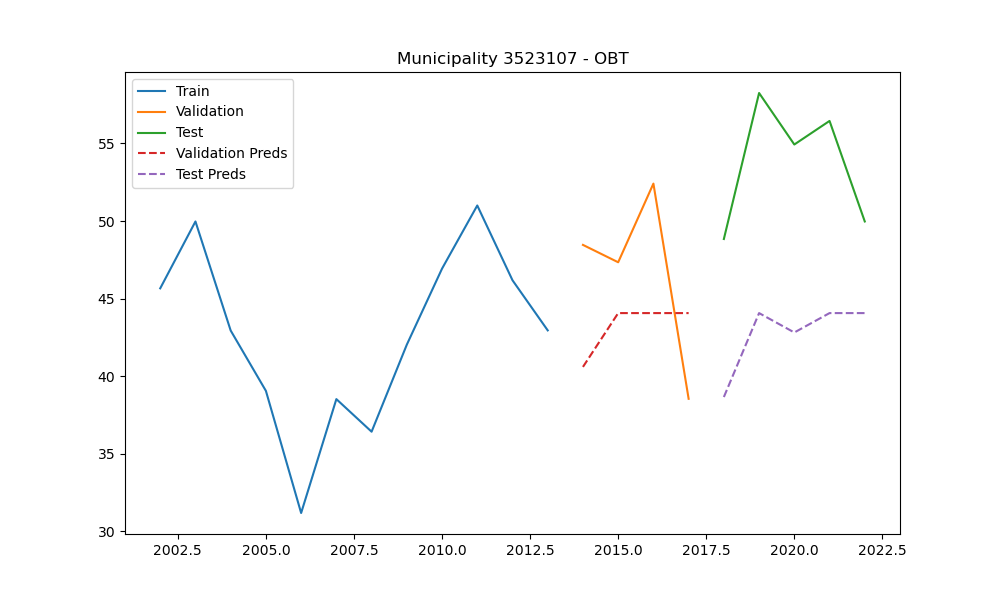 Municipality 3523107 - OBT
Train
Validation
Test
Validation Preds
Test Preds
55
50
45
40
35
30
2002.5 2005.0 2007.5 2010.0 2012.5 2015.0 2017.5 2020.0 2022.5